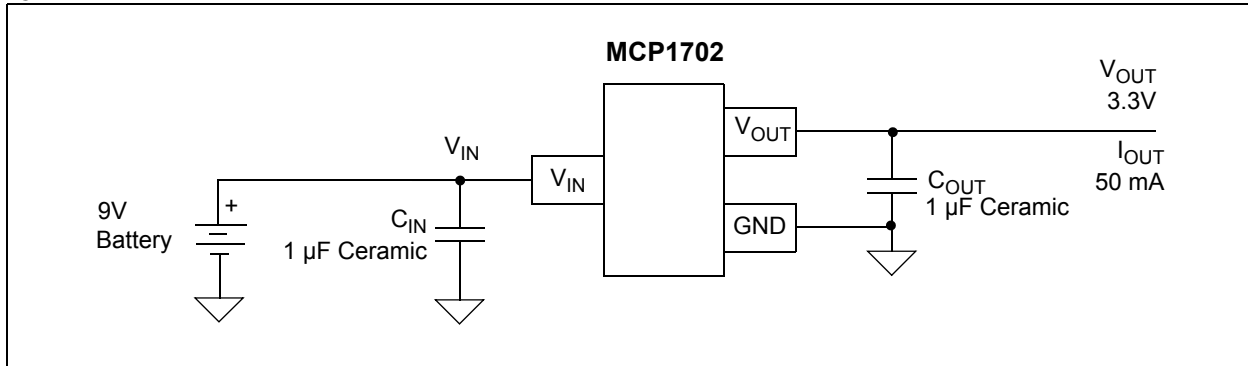 MCP1702
V_OUT
3.3V
V_OUT
I_OUT
50 mA
V_IN
V_IN
C_OUT
1 µF Ceramic
9V
Battery
+
C_IN
1 µF Ceramic
GND